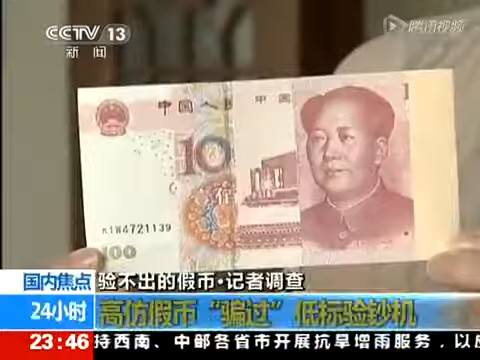 CCTV 13
新闻
腾讯视频
中国人民
100
1
K1W4721139
100
国内焦点
验不出的假币·记者调查
24小时
高仿假币“骗过”低标验钞机
23:46
持西南、中部各省市开展抗旱增雨服务,以